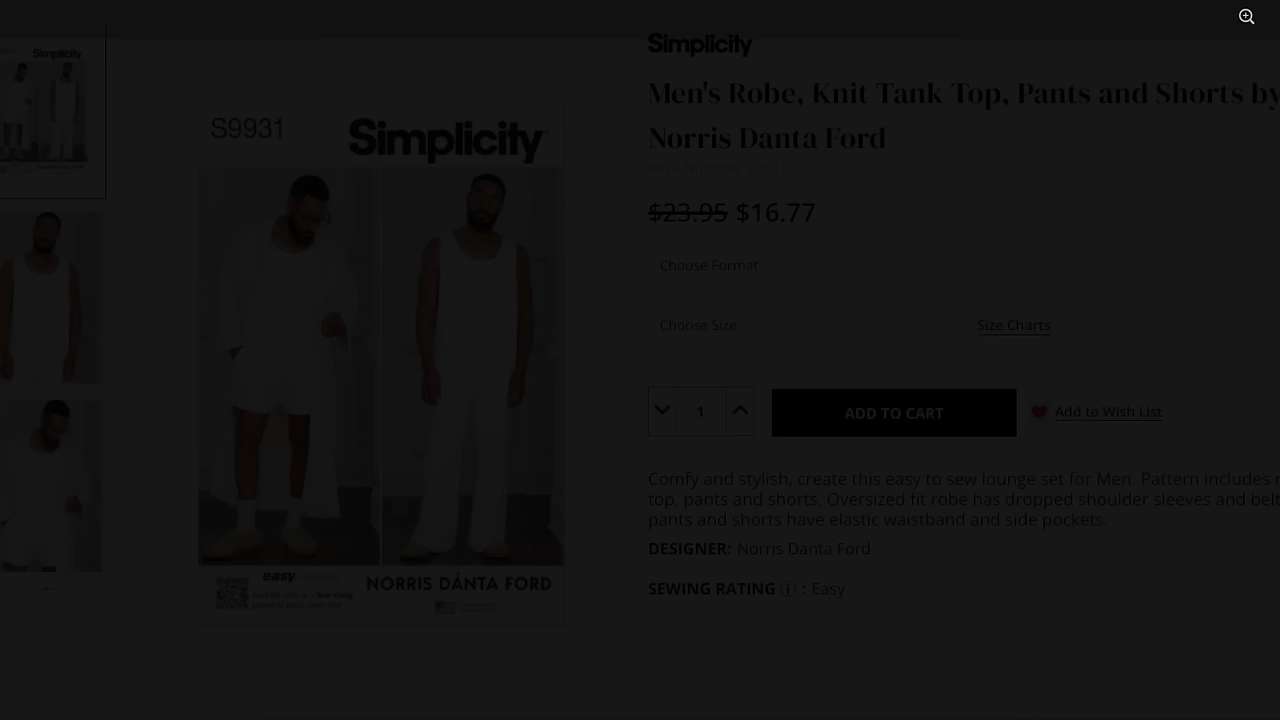 Simplicity
Simplicity
Men's Robe, Knit Tank Top, Pants and Shorts by
Norris Danta Ford
$23.95 $16.77
Choose Format
Choose Size
Size Charts
1
ADD TO CART
Add to Wish List
Comfy and stylish, create this easy to sew lounge set for Men. Pattern includes
top, pants and shorts. Oversized fit robe has dropped shoulder sleeves and belt
pants and shorts have elastic waistband and side pockets.
DESIGNER: Norris Danta Ford
SEWING RATING ⓘ : Easy
S9931
Simplicity
easy
NORRIS DÁNTA FORD